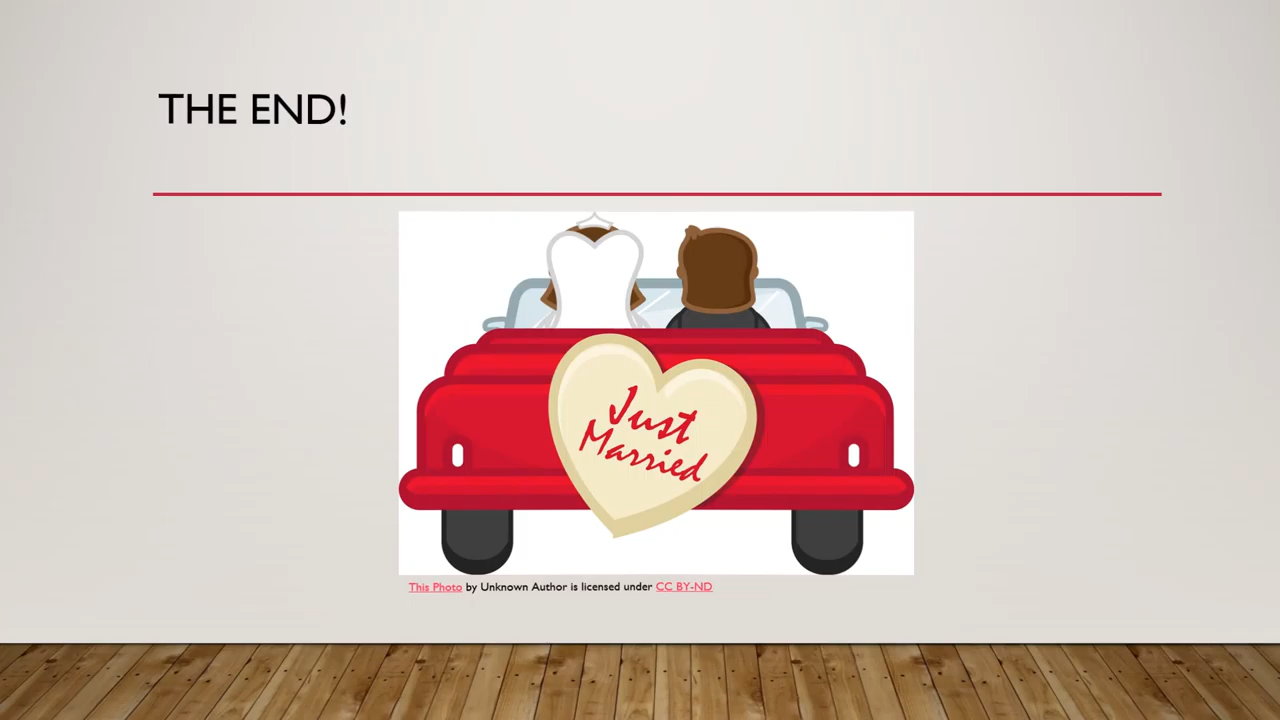 THE END!
Just
Married
This Photo by Unknown Author is licensed under CC BY-ND